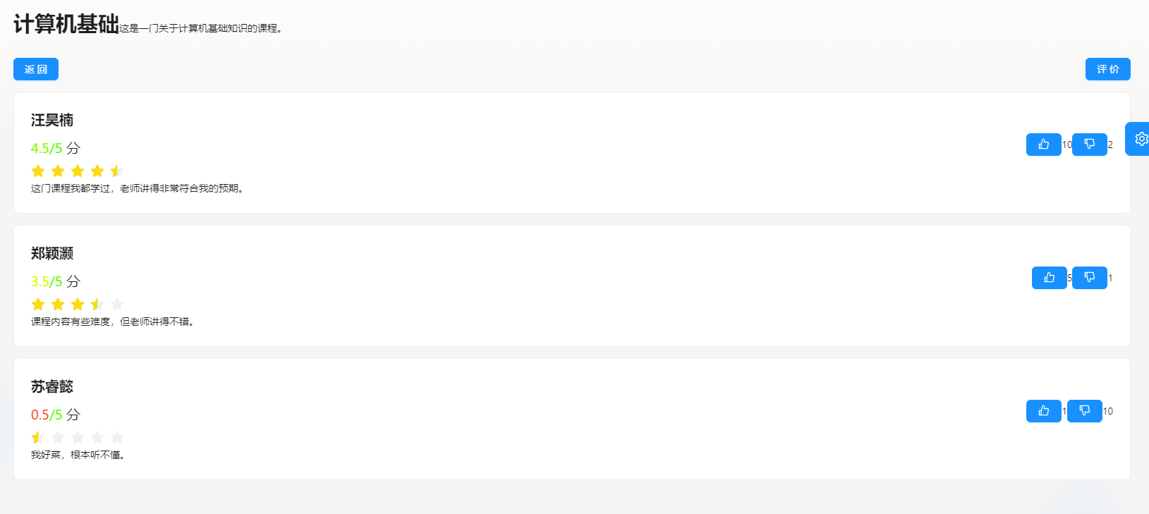 计算机基础这是一门关于计算机基础知识的课程。
返回
评价
汪昊楠
4.5/5 分
10 2
这门课程我都学过，老师讲得非常符合我的预期。
郑颖灏
3.5/5 分
5 1
课程内容有些难度，但老师讲得不错。
苏睿懿
0.5/5 分
1 10
我好菜，根本听不懂。